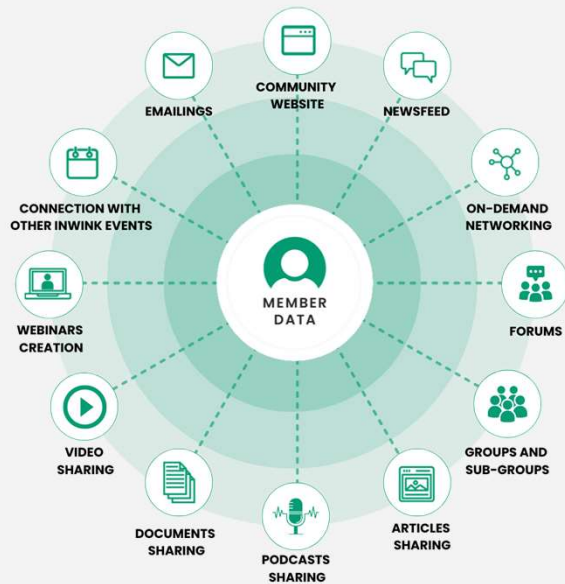 COMMUNITY
WEBSITE
NEWSFEED
ON-DEMAND
NETWORKING
FORUMS
GROUPS AND
SUB-GROUPS
ARTICLES
SHARING
PODCASTS
SHARING
DOCUMENTS
SHARING
VIDEO
SHARING
WEBINARS
CREATION
CONNECTION WITH
OTHER INWINK EVENTS
EMAILINGS
MEMBER
DATA